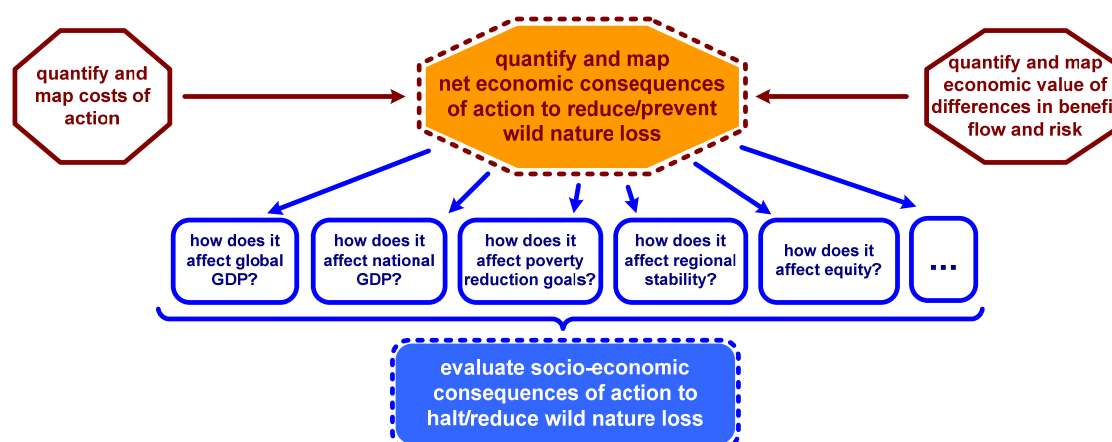 quantify and
map costs of
action
quantify and map
net economic consequences
of action to reduce/prevent
wild nature loss
quantify and map
economic value of
differences in benefi
flow and risk
how does it
affect global
GDP?
how does it
affect national
GDP?
how does it
affect poverty
reduction goals?
how does it
affect regional
stability?
how does it
affect equity?
...
evaluate socio-economic
consequences of action to
halt/reduce wild nature loss